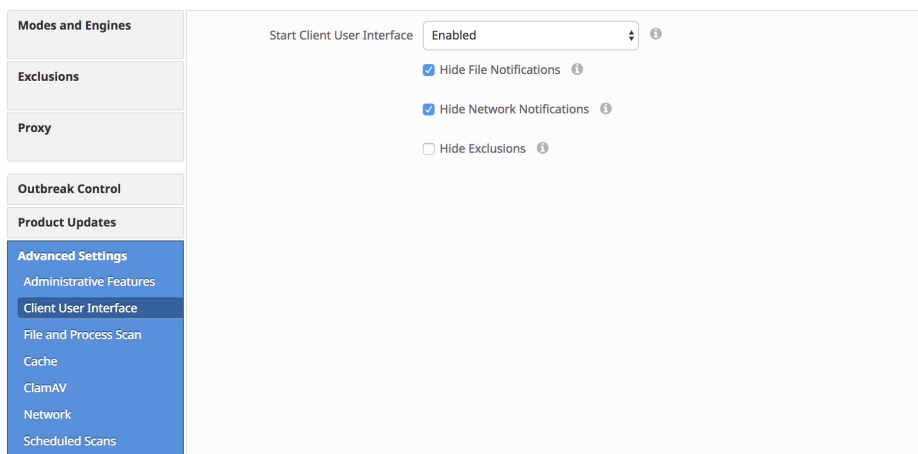 Modes and Engines
Exclusions
Proxy
Outbreak Control
Product Updates
Advanced Settings
Administrative Features
Client User Interface
File and Process Scan
Cache
ClamAV
Network
Scheduled Scans
Start Client User Interface Enabled
Hide File Notifications
Hide Network Notifications
Hide Exclusions